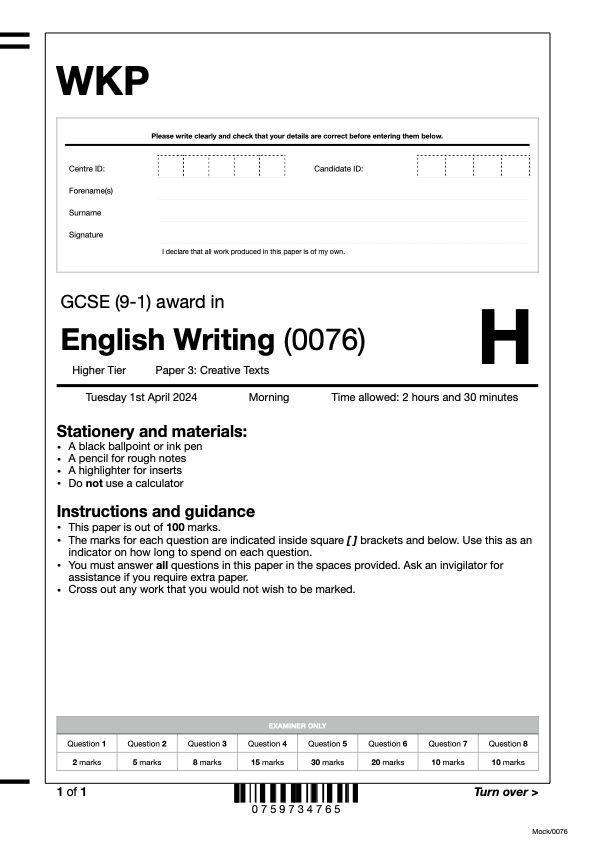 WKP
Please write clearly and check that your details are correct before entering them below.
Centre ID:
Candidate ID:
Forename(s)
Surname
Signature
I declare that all work produced in this paper is of my own.
GCSE (9-1) award in
English Writing (0076)
H
Higher Tier Paper 3: Creative Texts
Tuesday 1st April 2024 Morning Time allowed: 2 hours and 30 minutes
Stationery and materials:
• A black ballpoint or ink pen
• A pencil for rough notes
• A highlighter for inserts
• Do not use a calculator
Instructions and guidance
• This paper is out of 100 marks.
• The marks for each question are indicated inside square [ ] brackets and below. Use this as an
indicator on how long to spend on each question.
• You must answer all questions in this paper in the spaces provided. Ask an invigilator for
assistance if you require extra paper.
• Cross out any work that you would not wish to be marked.
EXAMINER ONLY
Question 1 Question 2 Question 3 Question 4 Question 5 Question 6 Question 7 Question 8
2 marks 5 marks 8 marks 15 marks 30 marks 20 marks 10 marks 10 marks
1 of 1
0759734765
Turn over >
Mock/0076